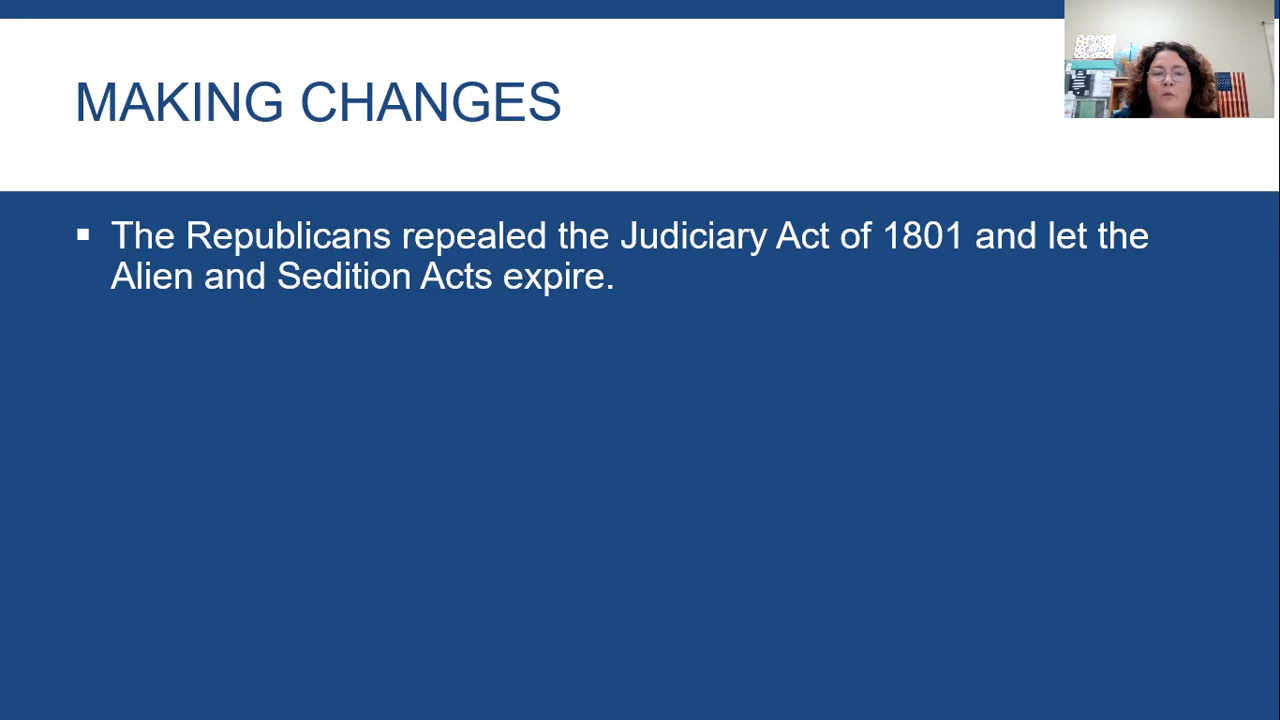 MAKING CHANGES
▪ The Republicans repealed the Judiciary Act of 1801 and let the
Alien and Sedition Acts expire.